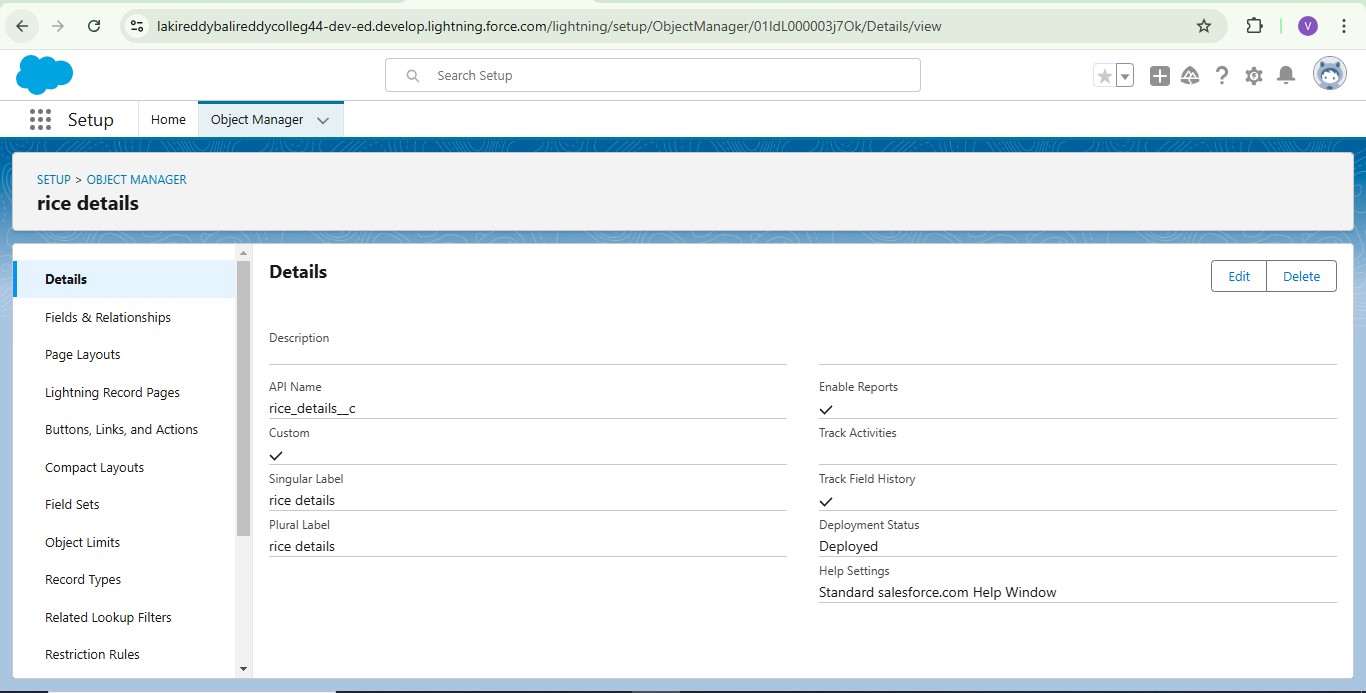 lakireddybalireddycolleg44-dev-ed.develop.lightning.force.com/lightning/setup/ObjectManager/01IdL000003j7Ok/Details/view
V
Search Setup
Setup
Home
Object Manager
SETUP > OBJECT MANAGER
rice details
Details
Fields & Relationships
Page Layouts
Lightning Record Pages
Buttons, Links, and Actions
Compact Layouts
Field Sets
Object Limits
Record Types
Related Lookup Filters
Restriction Rules
Details
Edit
Delete
Description
API Name
rice_details__c
Custom
Singular Label
rice details
Plural Label
rice details
Enable Reports
Track Activities
Track Field History
Deployment Status
Deployed
Help Settings
Standard salesforce.com Help Window